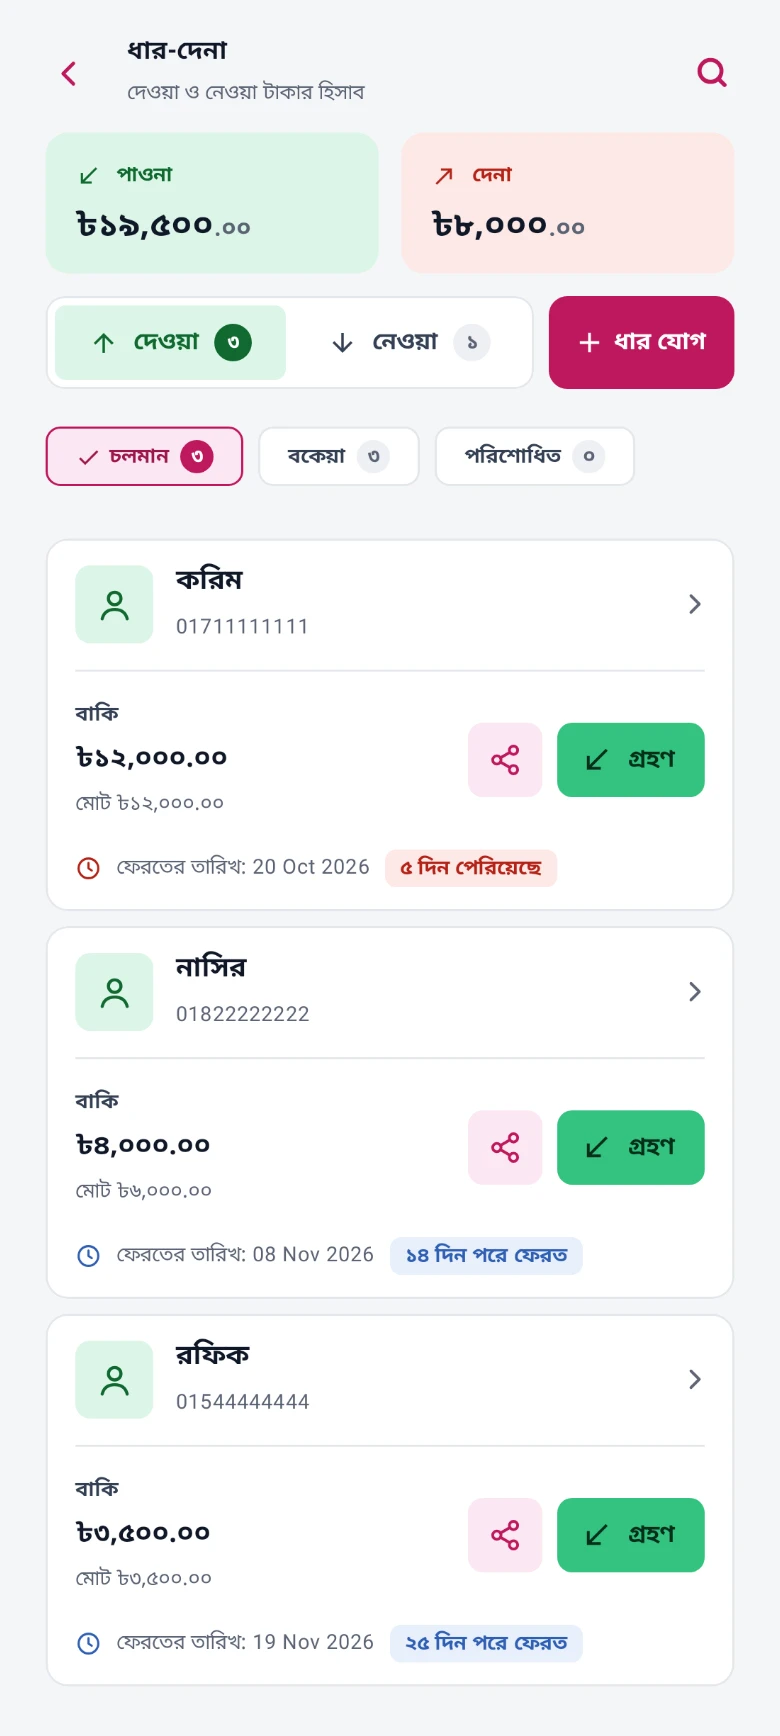 ধার-দেনা
দেওয়া ও নেওয়া টাকার হিসাব
পাওনা
৳১৯,৫০০.০০
দেনা
৳৮,০০০.০০
দেওয়া ৩
নেওয়া ১
ধার যোগ
চলমান ৩
বকেয়া ৩
পরিশোধিত ০
করিম
01711111111
বাকি
৳১২,০০০.০০
মোট ৳১২,০০০.০০
গ্রহণ
ফেরতের তারিখ: 20 Oct 2026 ৫ দিন পেরিয়েছে
নাসির
01822222222
বাকি
৳৪,০০০.০০
মোট ৳৬,০০০.০০
গ্রহণ
ফেরতের তারিখ: 08 Nov 2026 ১৪ দিন পরে ফেরত
রফিক
01544444444
বাকি
৳৩,৫০০.০০
মোট ৳৩,৫০০.০০
গ্রহণ
ফেরতের তারিখ: 19 Nov 2026 ২৫ দিন পরে ফেরত